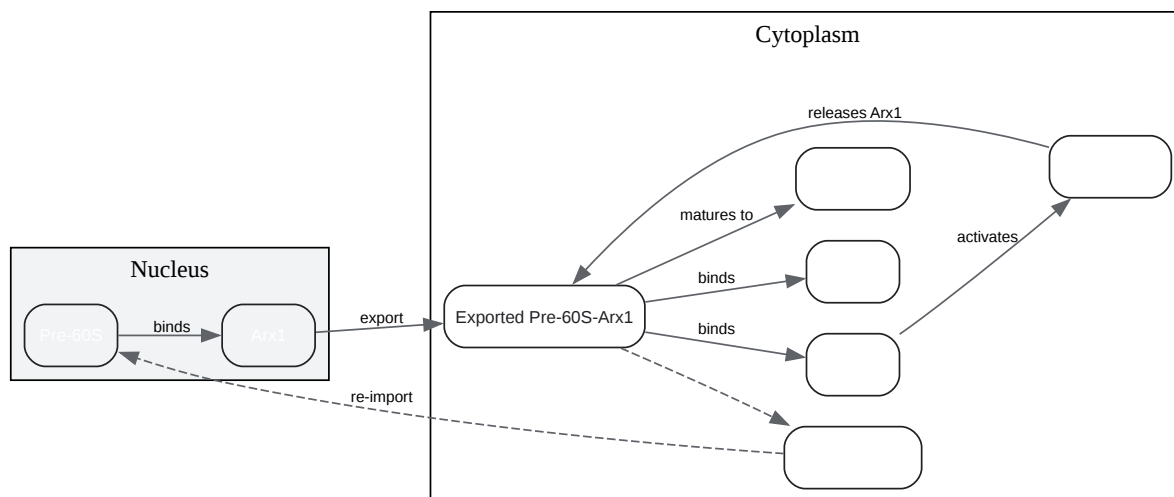 Cytoplasm
releases Arx1
matures to
activates
Nucleus
binds
Exported Pre-60S-Arx1
export
Pre-60S
binds
Arx1
binds
re-import